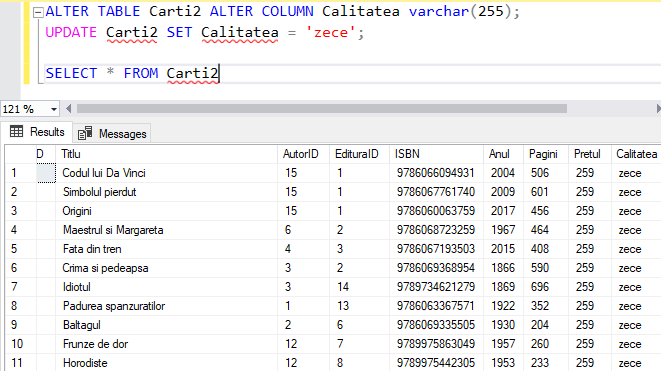 ALTER TABLE Carti2 ALTER COLUMN Calitatea varchar(255);
UPDATE Carti2 SET Calitatea = 'zece';
SELECT * FROM Carti2
121 %
Results Messages
D Titlu AutorID EdituraID ISBN Anul Pagini Pretul Calitatea
1 Codul lui Da Vinci 15 1 9786066094931 2004 506 259 zece
2 Simbolul pierdut 15 1 9786067761740 2009 601 259 zece
3 Origini 15 1 9786060063759 2017 456 259 zece
4 Maestrul si Margareta 6 2 9786068723259 1967 464 259 zece
5 Fata din tren 4 3 9786067193503 2015 408 259 zece
6 Crima si pedeapsa 3 2 9786069368954 1866 590 259 zece
7 Idiotul 3 14 9789734621279 1869 696 259 zece
8 Padurea spanzuratilor 1 13 9786063367571 1922 352 259 zece
9 Baltagul 2 6 9786069335505 1930 204 259 zece
10 Frunze de dor 12 7 9789975863049 1957 260 259 zece
11 Horodiste 12 8 9789975442305 1953 233 259 zece